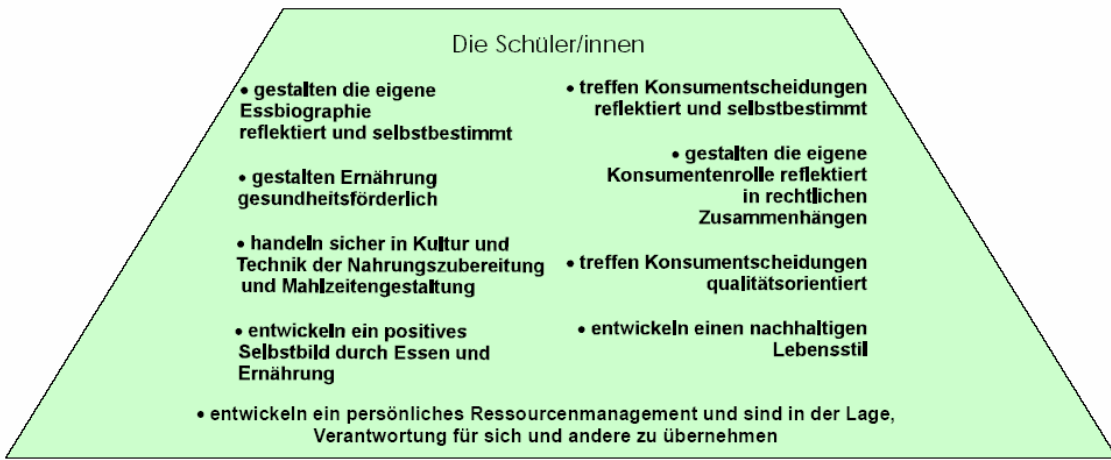 Die Schüler/innen
• gestalten die eigene
Essbiographie
reflektiert und selbstbestimmt
• gestalten Ernährung
gesundheitsförderlich
• handeln sicher in Kultur und
Technik der Nahrungszubereitung
und Mahlzeitengestaltung
• entwickeln ein positives
Selbstbild durch Essen und
Ernährung
• treffen Konsumentscheidungen
reflektiert und selbstbestimmt
• gestalten die eigene
Konsumentenrolle reflektiert
in rechtlichen
Zusammenhängen
• treffen Konsumentscheidungen
qualitätsorientiert
• entwickeln einen nachhaltigen
Lebensstil
• entwickeln ein persönliches Ressourcenmanagement und sind in der Lage,
Verantwortung für sich und andere zu übernehmen